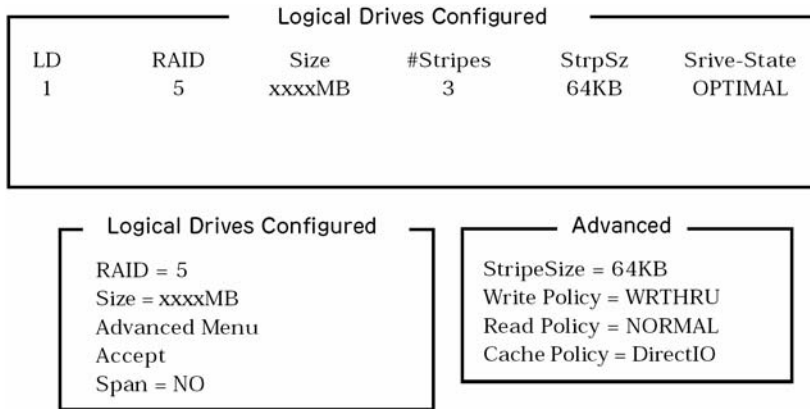 Logical Drives Configured
LD RAID Size #Stripes StrpSz Srive-State
1 5 xxxxMB 3 64KB OPTIMAL
Logical Drives Configured
RAID = 5
Size = xxxxMB
Advanced Menu
Accept
Span = NO
Advanced
StripeSize = 64KB
Write Policy = WRTHRU
Read Policy = NORMAL
Cache Policy = DirectIO